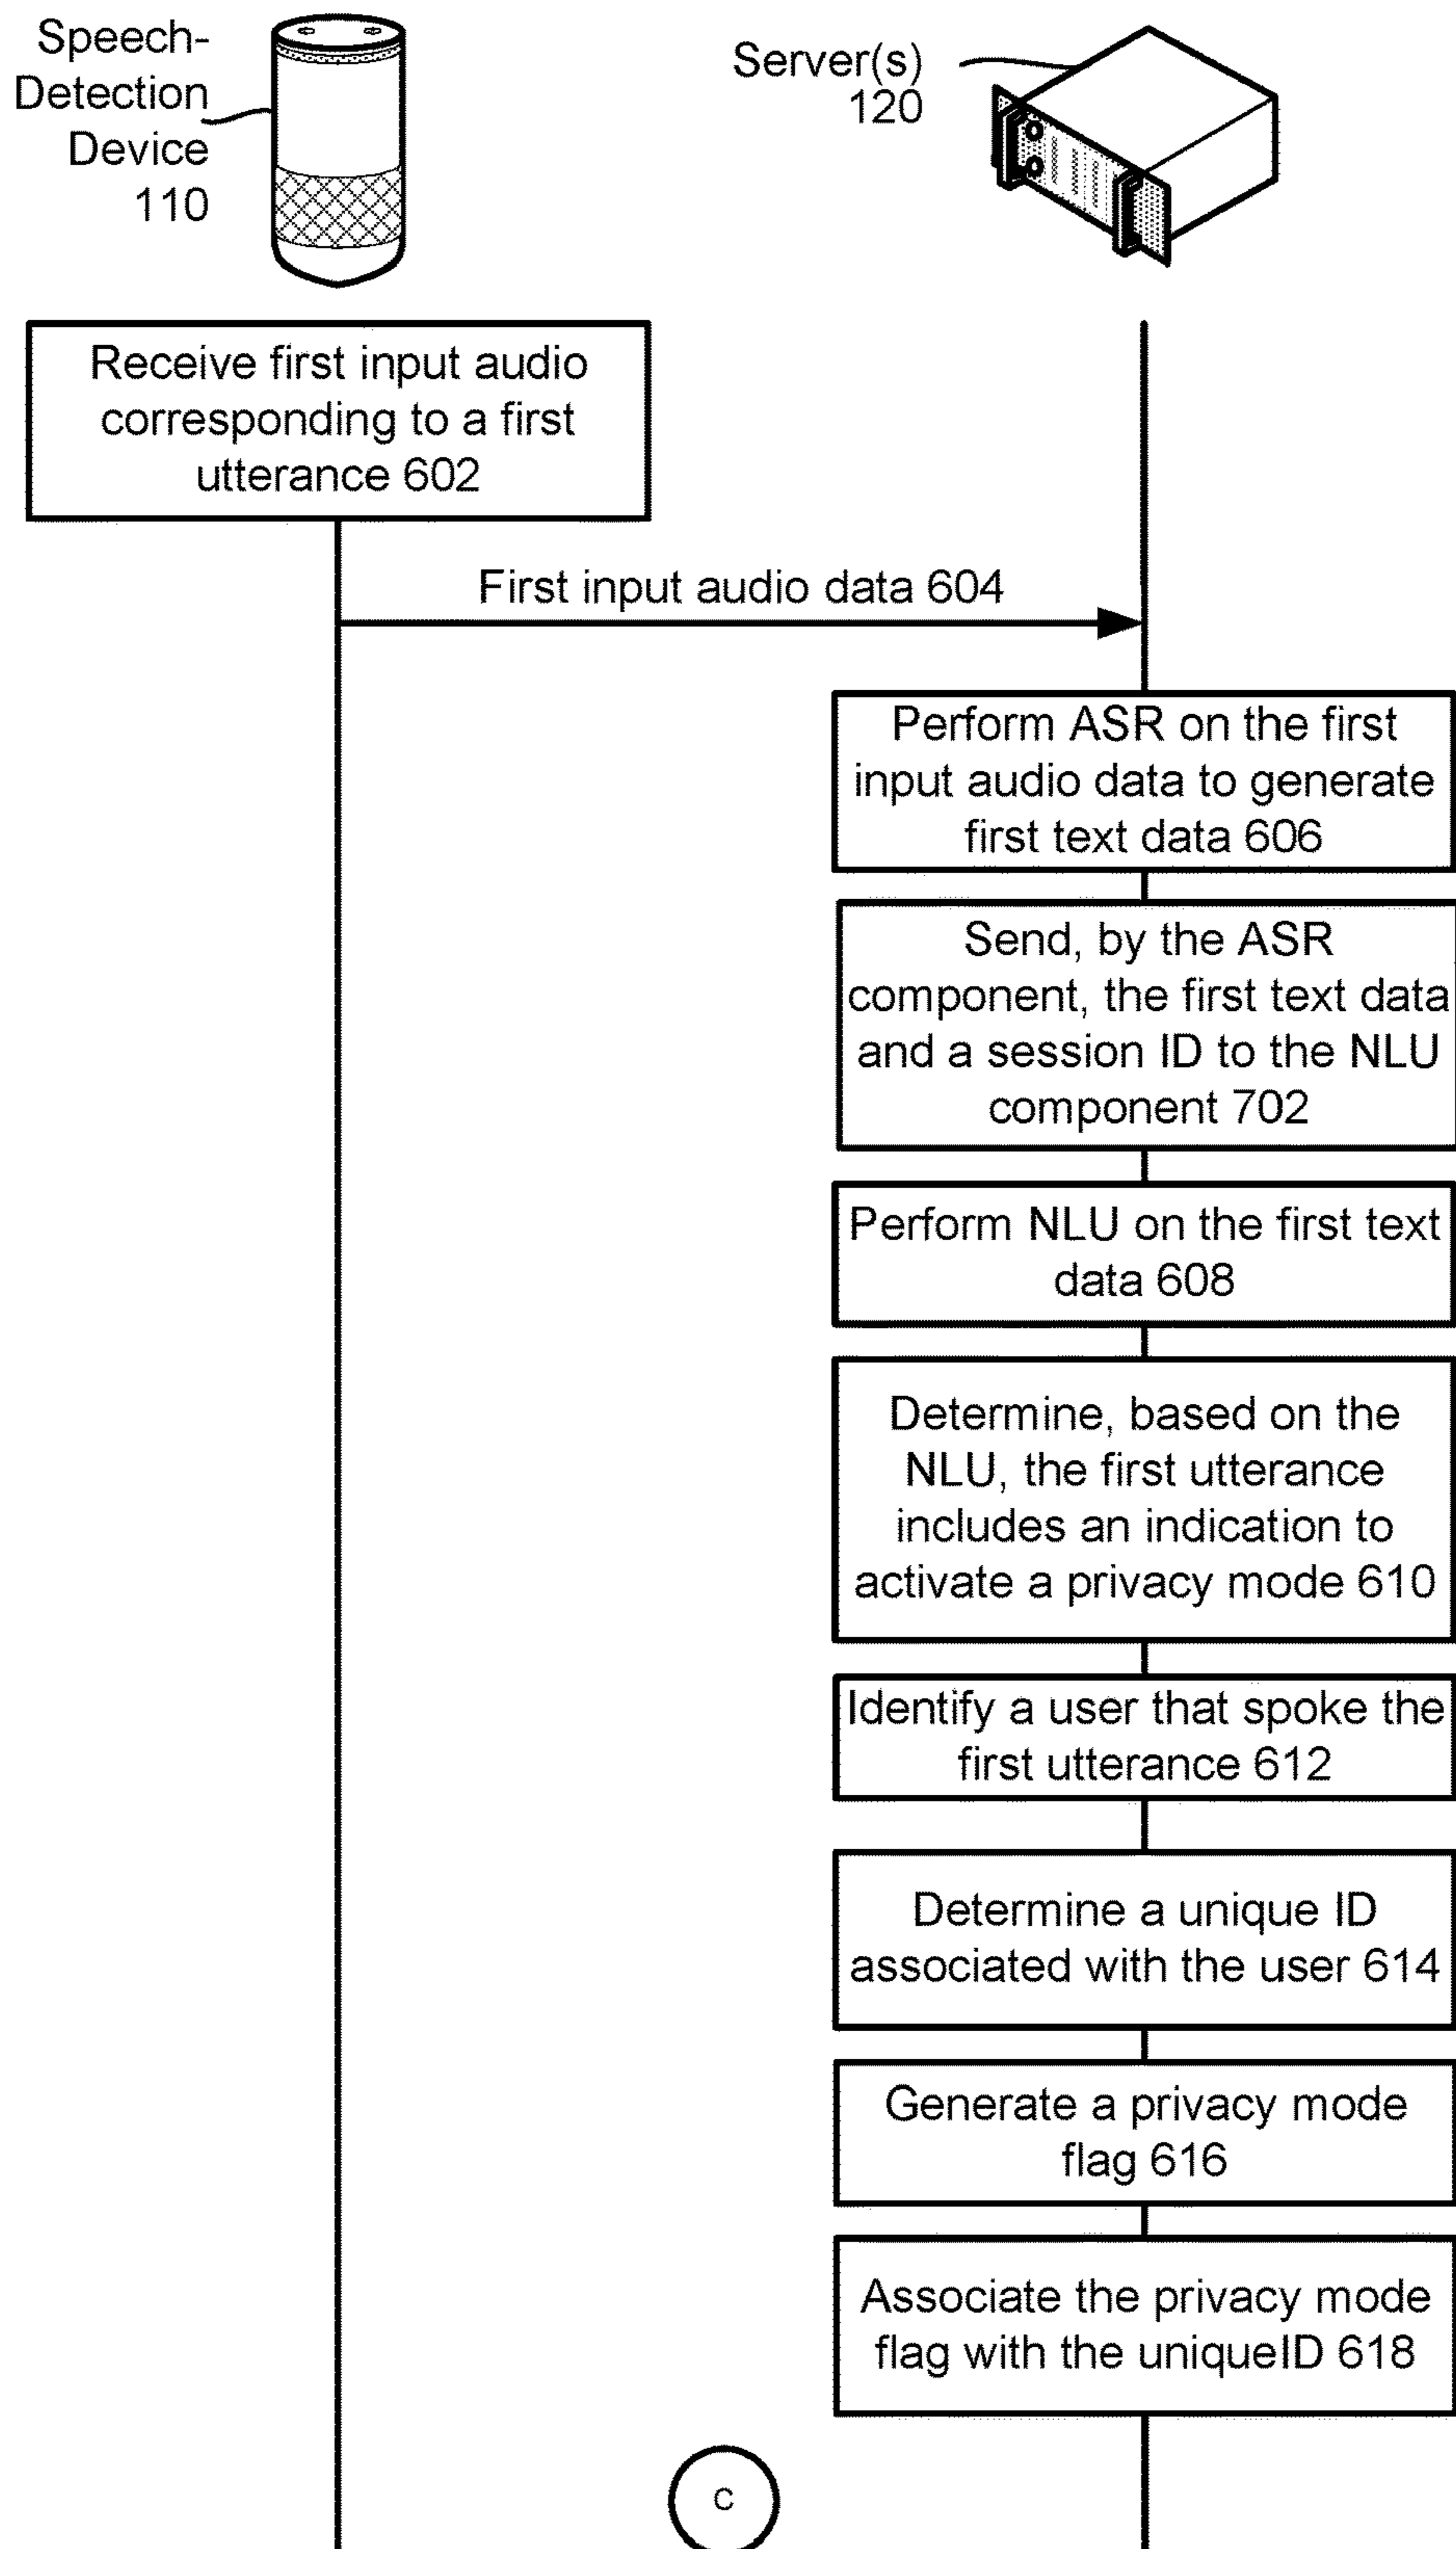 Speech-
Detection
Device
110
Server(s)
120
Receive first input audio
corresponding to a first
utterance 602
First input audio data 604
Perform ASR on the first
input audio data to generate
first text data 606
Send, by the ASR
component, the first text data
and a session ID to the NLU
component 702
Perform NLU on the first text
data 608
Determine, based on the
NLU, the first utterance
includes an indication to
activate a privacy mode 610
Identify a user that spoke the
first utterance 612
Determine a unique ID
associated with the user 614
Generate a privacy mode
flag 616
Associate the privacy mode
flag with the uniqueID 618
C